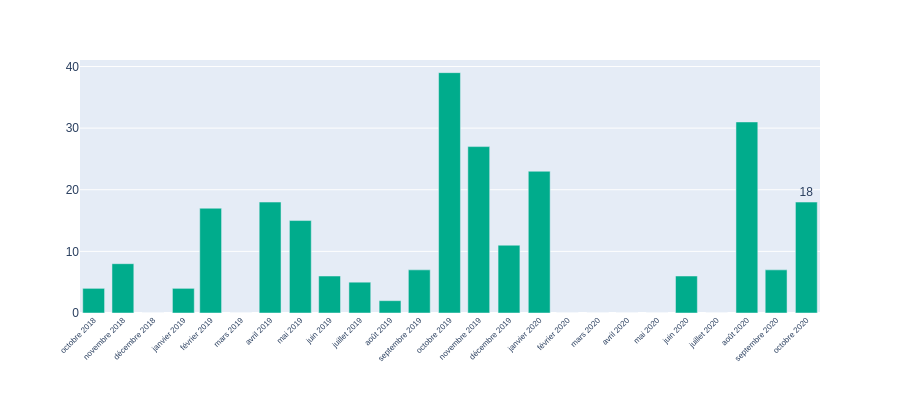 40
30
20
10
0
18
octobre 2018
novembre 2018
décembre 2018
janvier 2019
février 2019
mars 2019
avril 2019
mai 2019
juin 2019
juillet 2019
août 2019
septembre 2019
octobre 2019
novembre 2019
décembre 2019
janvier 2020
février 2020
mars 2020
avril 2020
mai 2020
juin 2020
juillet 2020
août 2020
septembre 2020
octobre 2020